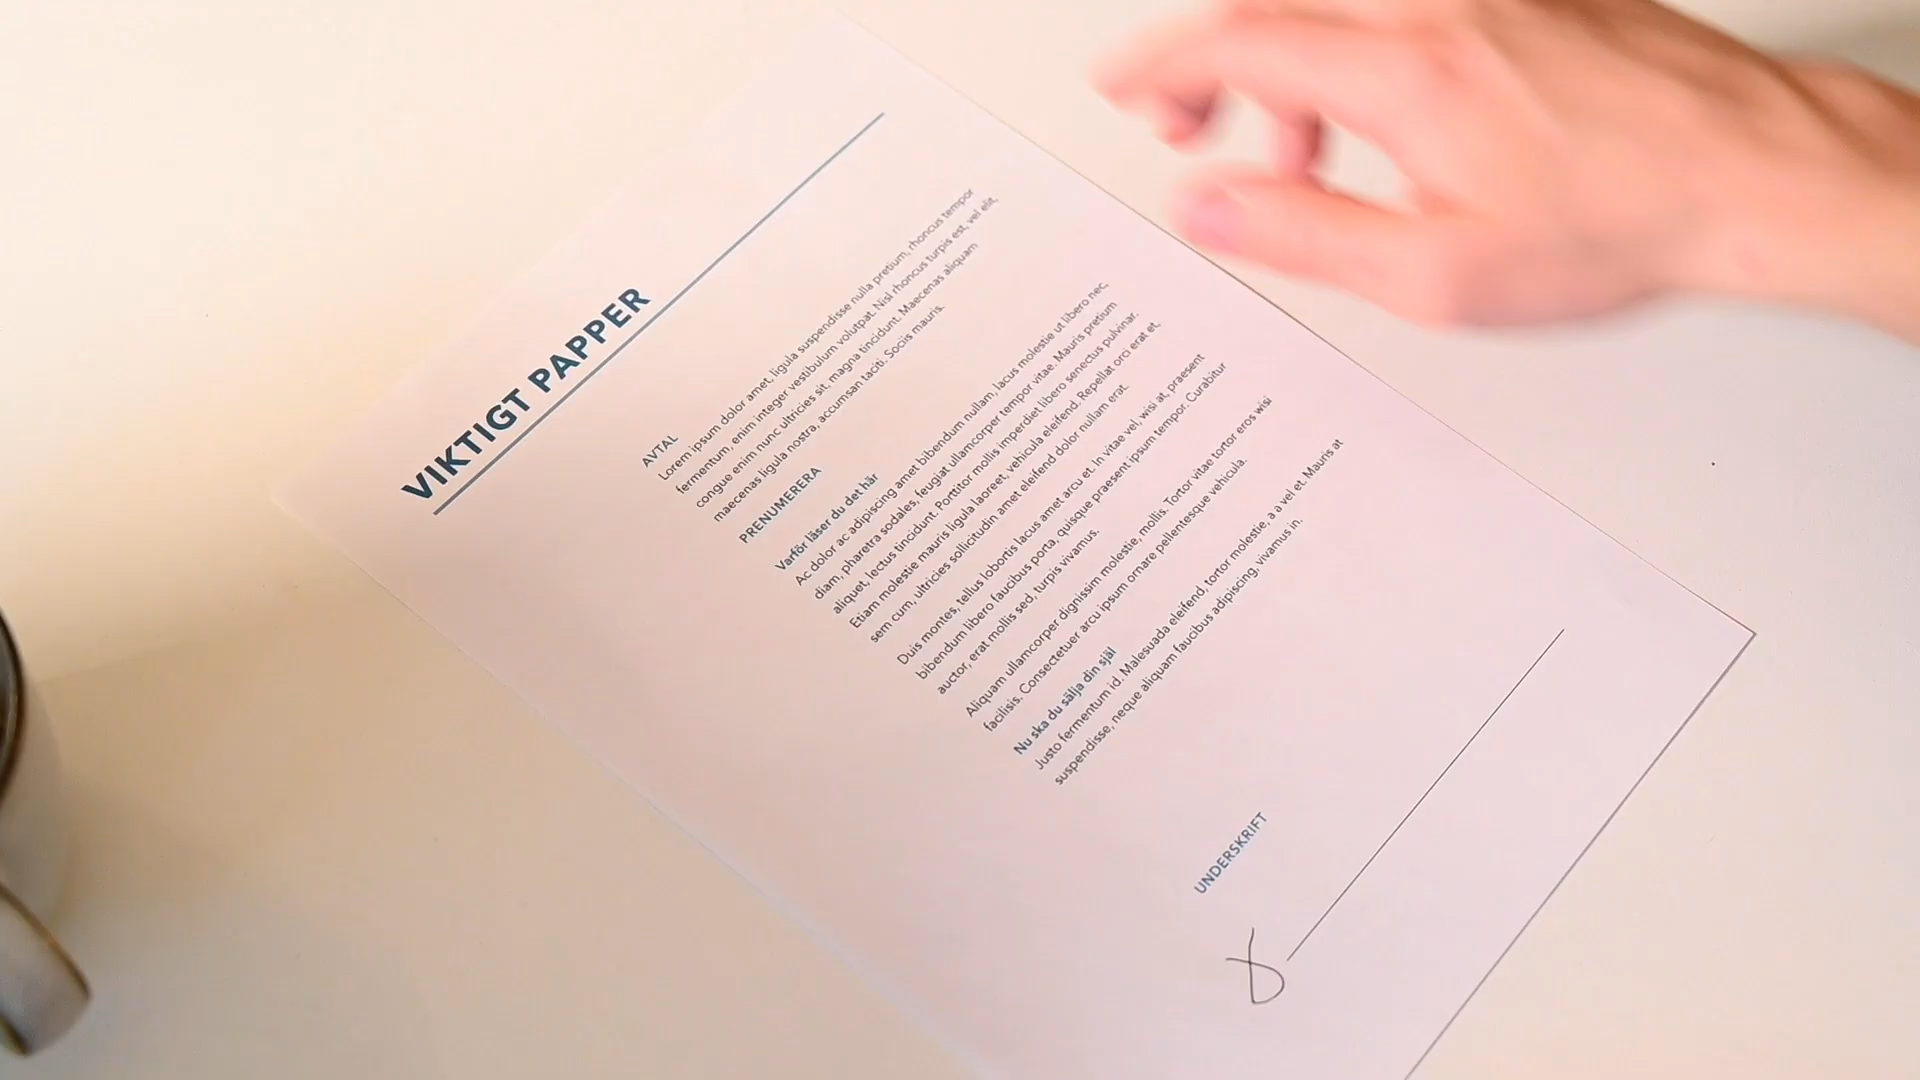 VIKTIGT PAPPER
AVTAL
Lorem ipsum dolor amet, ligula suspendisse nulla pretium, rhoncus tempor
fermentum, enim integer vestibulum volutpat. Nisl rhoncus turpis est, vel elit,
congue enim nunc ultricies sit, magna tincidunt. Maecenas aliquam
maecenas ligula nostra, accumsan taciti. Sociis mauris.
PRENUMERERA
Varför läser du det här
Ac dolor ac adipiscing amet bibendum nullam, lacus molestie ut libero nec,
diam, pharetra sodales, feugiat ullamcorper tempor vitae. Mauris pretium
aliquet, lectus tincidunt. Porttitor mollis imperdiet libero senectus pulvinar.
Etiam molestie mauris ligula laoreet, vehicula eleifend. Repellat orci erat et,
sem cum, ultricies sollicitudin amet eleifend dolor nullam erat.
Duis montes, tellus lobortis lacus amet arcu et. In vitae vel, wisi at, praesent
bibendum libero faucibus porta, quisque praesent ipsum tempor. Curabitur
auctor, erat mollis sed, turpis vivamus.
Aliquam ullamcorper dignissim molestie, mollis. Tortor vitae tortor eros wisi
facilisis. Consectetuer arcu ipsum ornare pellentesque vehicula.
Nu ska du sälja din själ
Justo fermentum id. Malesuada eleifend, tortor molestie, a a vel et. Mauris at
suspendisse, neque aliquam faucibus adipiscing, vivamus in.
UNDERSKRIFT